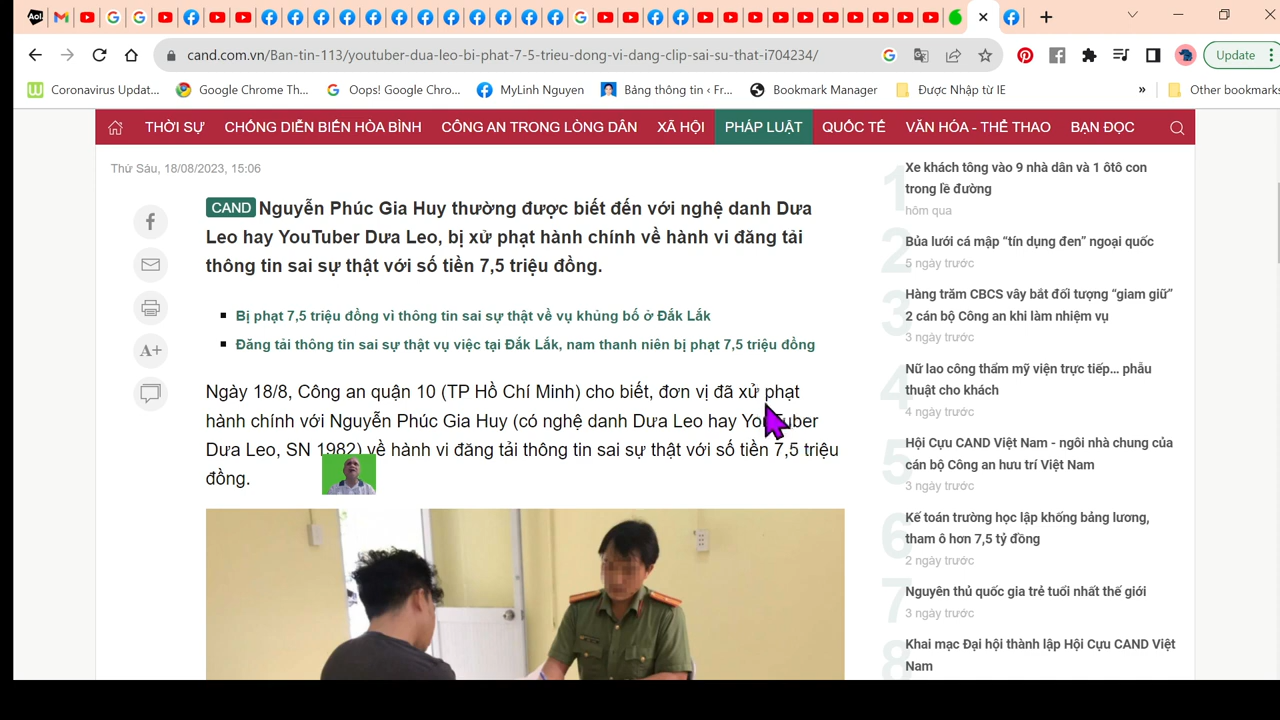 Aol
cand.com.vn/Ban-tin-113/youtuber-dua-leo-bi-phat-7-5-trieu-dong-vi-dang-clip-sai-su-that-i704234/
Update
Coronavirus Updat...
Google Chrome Th...
Oops! Google Chro...
MyLinh Nguyen
Bảng thông tin ‹ Fr...
Bookmark Manager
Được Nhập từ IE
»
Other bookmarks
THỜI SỰ
CHỐNG DIỄN BIẾN HÒA BÌNH
CÔNG AN TRONG LÒNG DÂN
XÃ HỘI
PHÁP LUẬT
QUỐC TẾ
VĂN HÓA - THỂ THAO
BẠN ĐỌC
Thứ Sáu, 18/08/2023, 15:06
CAND Nguyễn Phúc Gia Huy thường được biết đến với nghệ danh Dưa
Leo hay YouTuber Dưa Leo, bị xử phạt hành chính về hành vi đăng tải
thông tin sai sự thật với số tiền 7,5 triệu đồng.
Bị phạt 7,5 triệu đồng vì thông tin sai sự thật về vụ khủng bố ở Đắk Lắk
Đăng tải thông tin sai sự thật vụ việc tại Đắk Lắk, nam thanh niên bị phạt 7,5 triệu đồng
A+
Ngày 18/8, Công an quận 10 (TP Hồ Chí Minh) cho biết, đơn vị đã xử phạt
hành chính với Nguyễn Phúc Gia Huy (có nghệ danh Dưa Leo hay YouTuber
Dưa Leo, SN 1982) về hành vi đăng tải thông tin sai sự thật với số tiền 7,5 triệu
đồng.
1
Xe khách tông vào 9 nhà dân và 1 ôtô con
trong lề đường
hôm qua
2
Bủa lưới cá mập “tín dụng đen” ngoại quốc
5 ngày trước
3
Hàng trăm CBCS vây bắt đối tượng “giam giữ”
2 cán bộ Công an khi làm nhiệm vụ
3 ngày trước
4
Nữ lao công thẩm mỹ viện trực tiếp... phẫu
thuật cho khách
4 ngày trước
5
Hội Cựu CAND Việt Nam - ngôi nhà chung của
cán bộ Công an hưu trí Việt Nam
3 ngày trước
6
Kế toán trường học lập khống bảng lương,
tham ô hơn 7,5 tỷ đồng
2 ngày trước
7
Nguyên thủ quốc gia trẻ tuổi nhất thế giới
3 ngày trước
8
Khai mạc Đại hội thành lập Hội Cựu CAND Việt
Nam